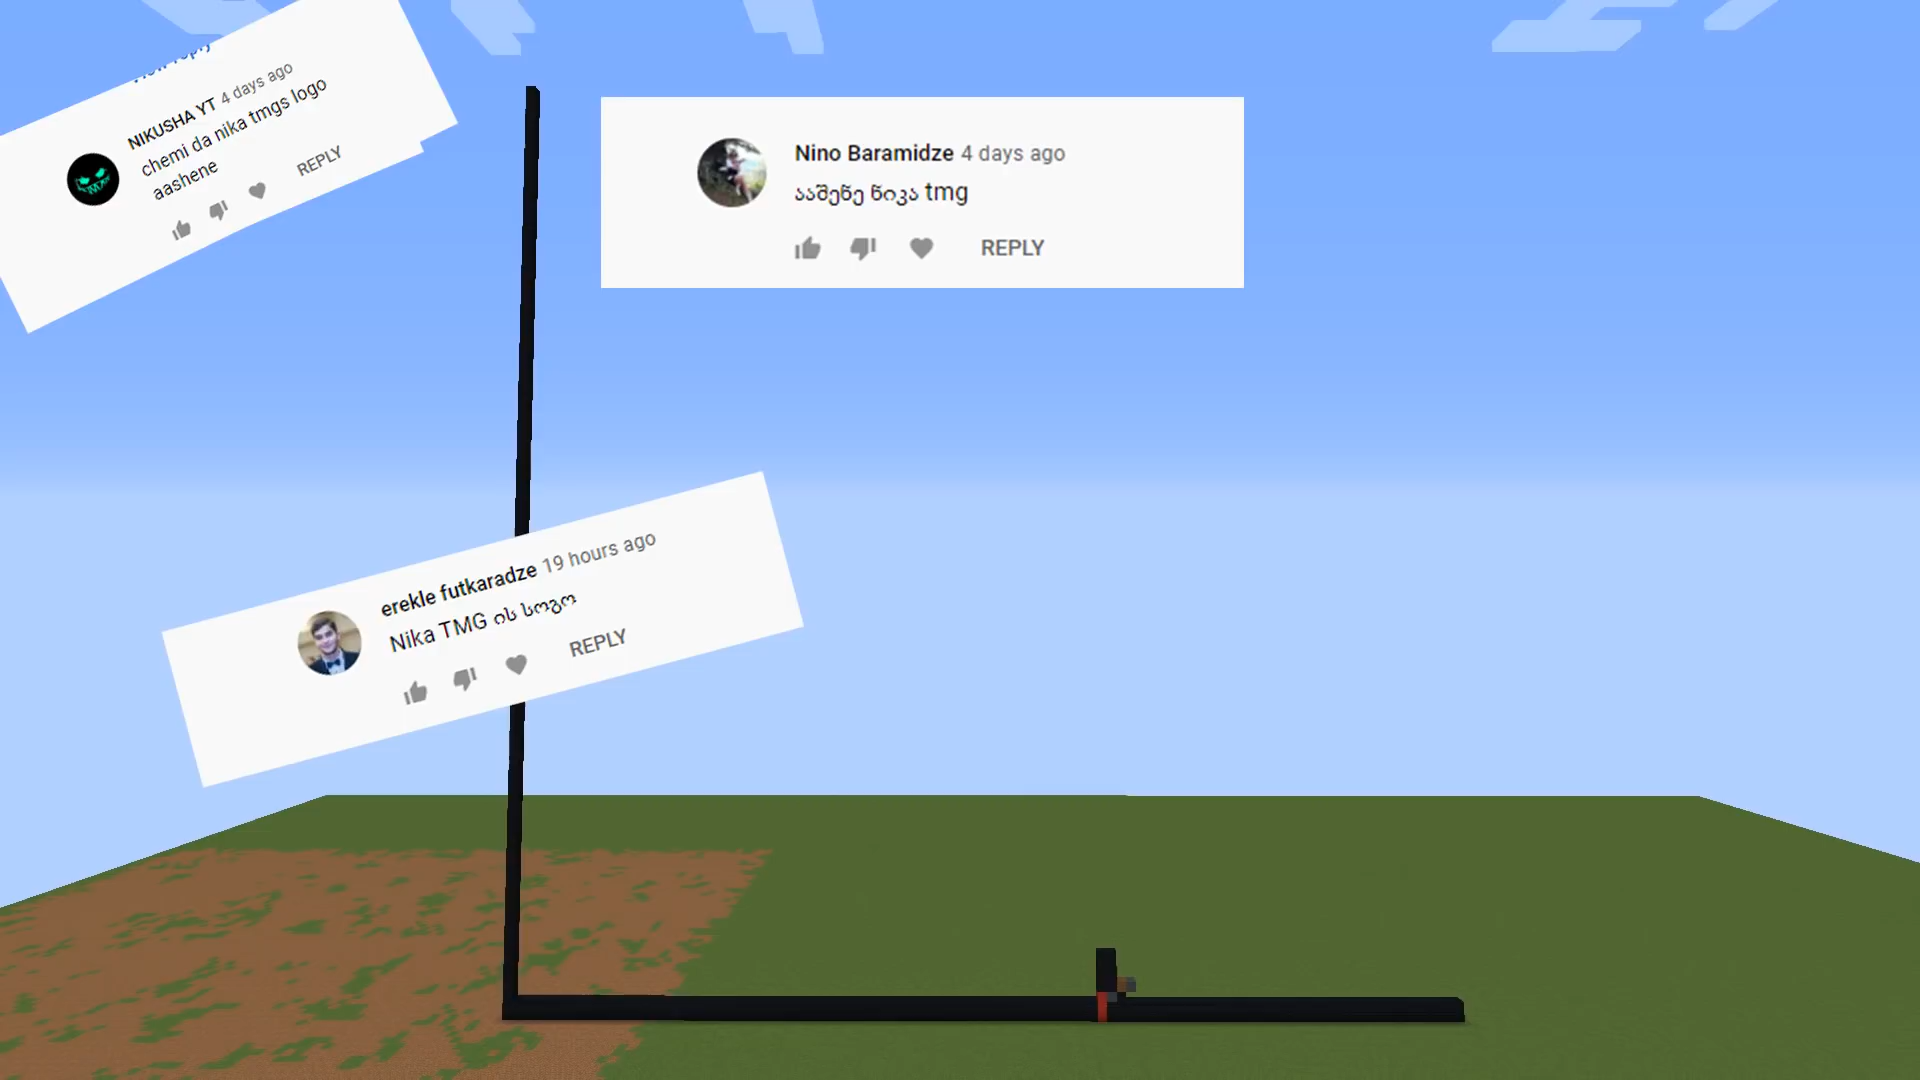 NIKUSHA YT 4 days ago
chemi da nika tmgs logo
aashene
REPLY
Nino Baramidze 4 days ago
ააშენე ნიკა tmg
REPLY
erekle futkaradze 19 hours ago
Nika TMG ის სოგო
REPLY